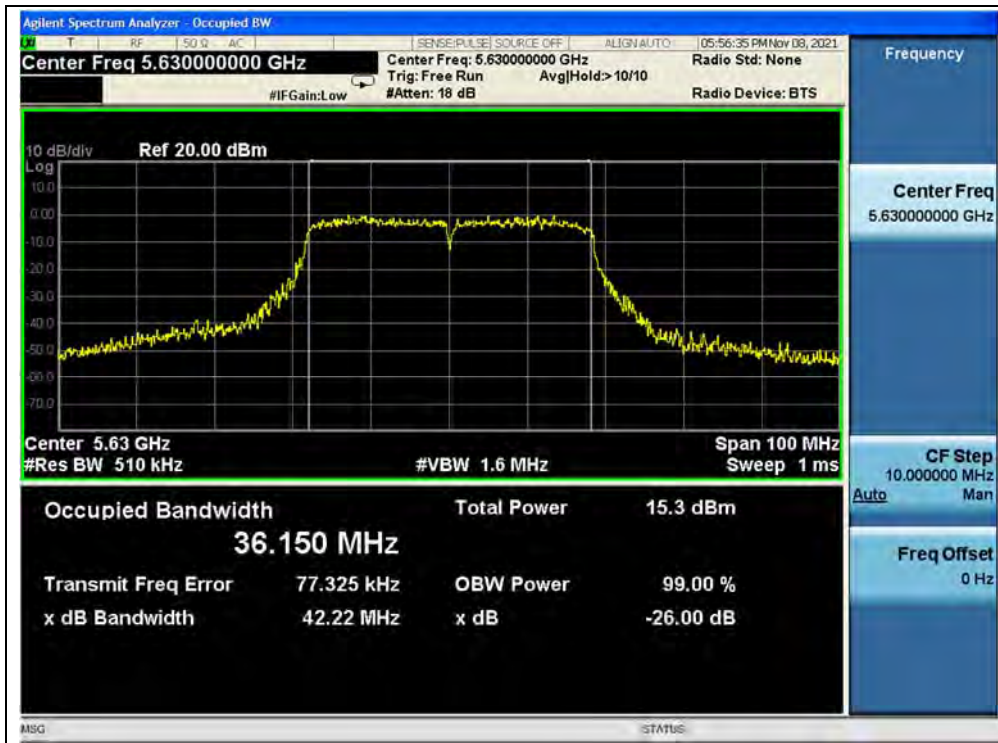 Agilent Spectrum Analyzer - Occupied BW
T RF 50 Ω AC SENSE:PULSE SOURCE OFF ALIGN AUTO 05:56:35 PM Nov 08, 2021
Center Freq 5.630000000 GHz
Center Freq: 5.630000000 GHz
Radio Std: None
Trig: Free Run Avg|Hold:> 10/10
#IFGain:Low
#Atten: 18 dB
Radio Device: BTS
10 dB/div Ref 20.00 dBm
Log
10.0
0.00
-10.0
-20.0
-30.0
-40.0
-50.0
-60.0
-70.0
Center 5.63 GHz Span 100 MHz
#Res BW 510 kHz #VBW 1.6 MHz Sweep 1 ms
Occupied Bandwidth Total Power 15.3 dBm
36.150 MHz
Transmit Freq Error 77.325 kHz OBW Power 99.00 %
x dB Bandwidth 42.22 MHz x dB -26.00 dB
MSG STATUS
Frequency
Center Freq
5.630000000 GHz
CF Step
10.000000 MHz
Auto Man
Freq Offset
0 Hz